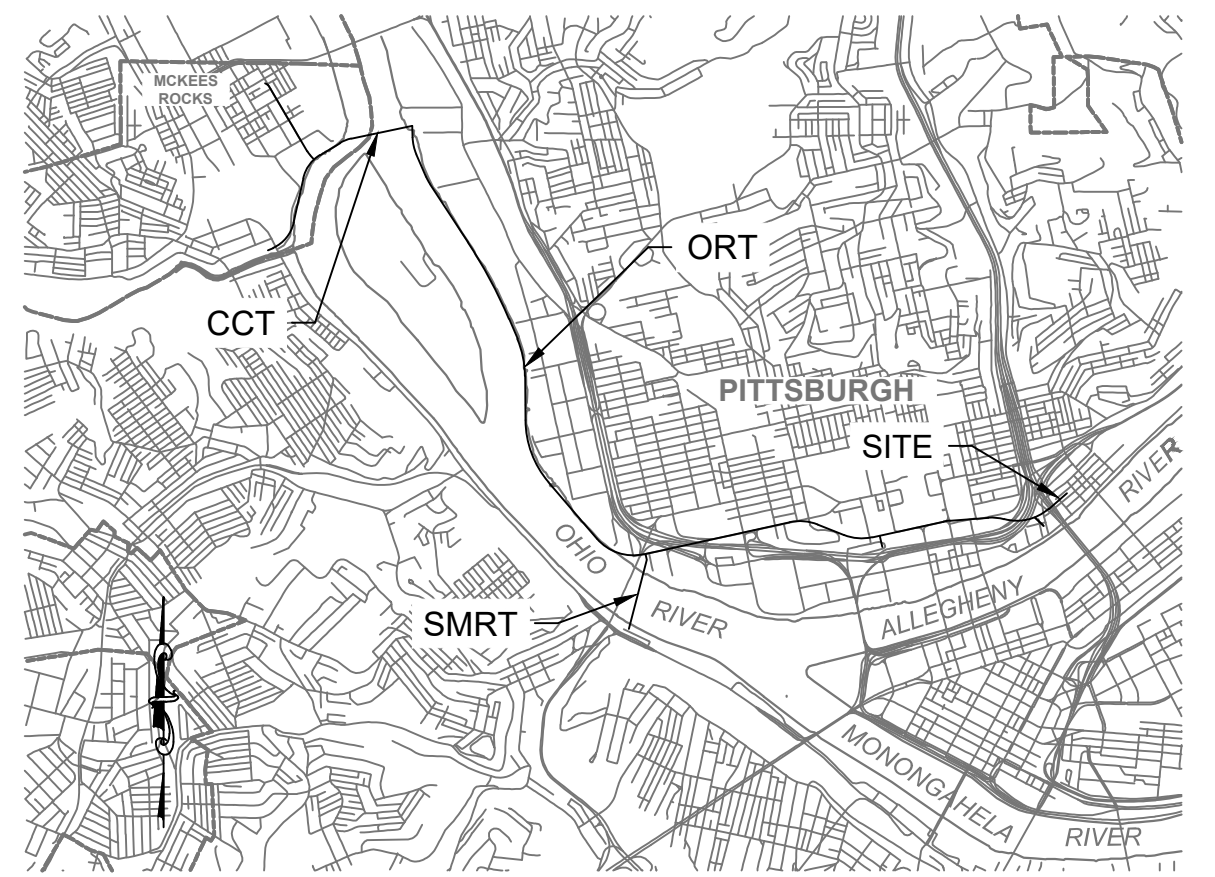 MCKEES
ROCKS
ORT
CCT
PITTSBURGH
SITE
RIVER
OHIO
SMRT
RIVER
ALLEGHENY
MONONGAHELA
RIVER